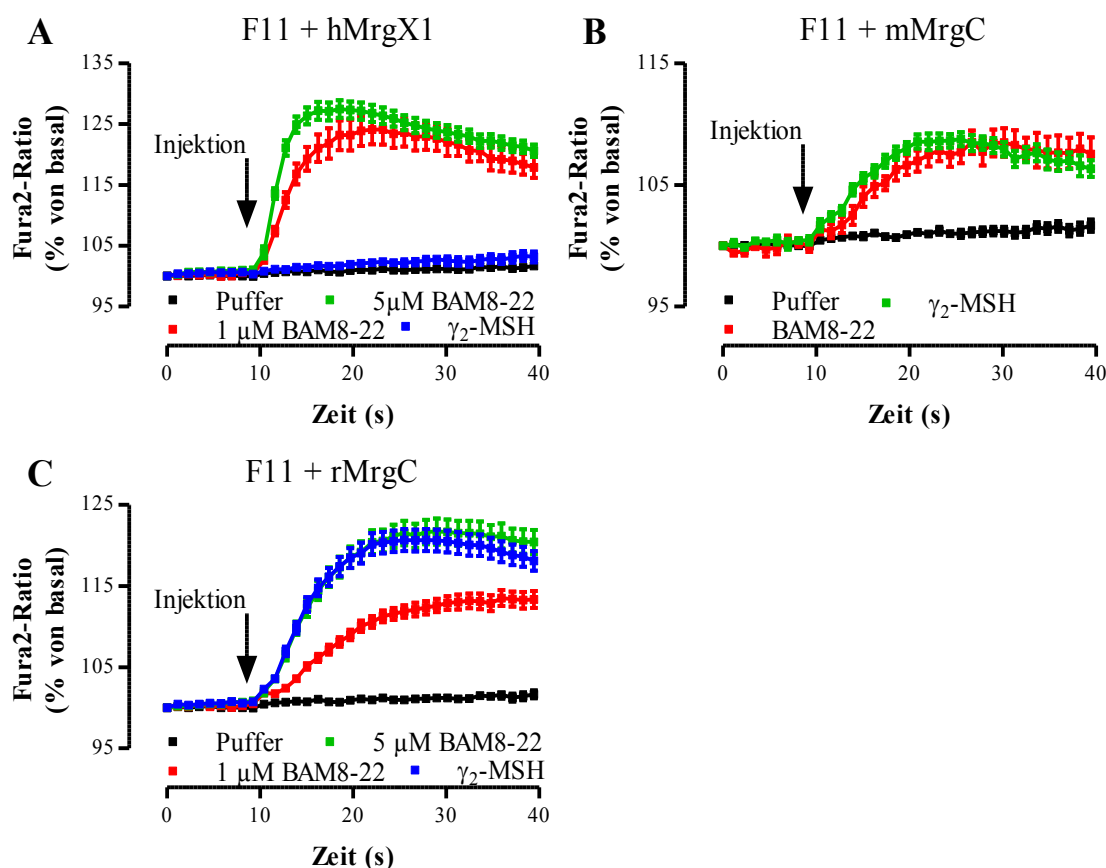 A
F11 + hMrgX1
Fura2-Ratio
(% von basal)
135
125
115
105
95
Injektion
Puffer
5µM BAM8-22
1 µM BAM8-22
γ₂-MSH
0 10 20 30 40
Zeit (s)
B
F11 + mMrgC
Fura2-Ratio
(% von basal)
115
105
95
Injektion
Puffer
γ₂-MSH
BAM8-22
0 10 20 30 40
Zeit (s)
C
F11 + rMrgC
Fura2-Ratio
(% von basal)
125
115
105
95
Injektion
Puffer
5 µM BAM8-22
1 µM BAM8-22
γ₂-MSH
0 10 20 30 40
Zeit (s)